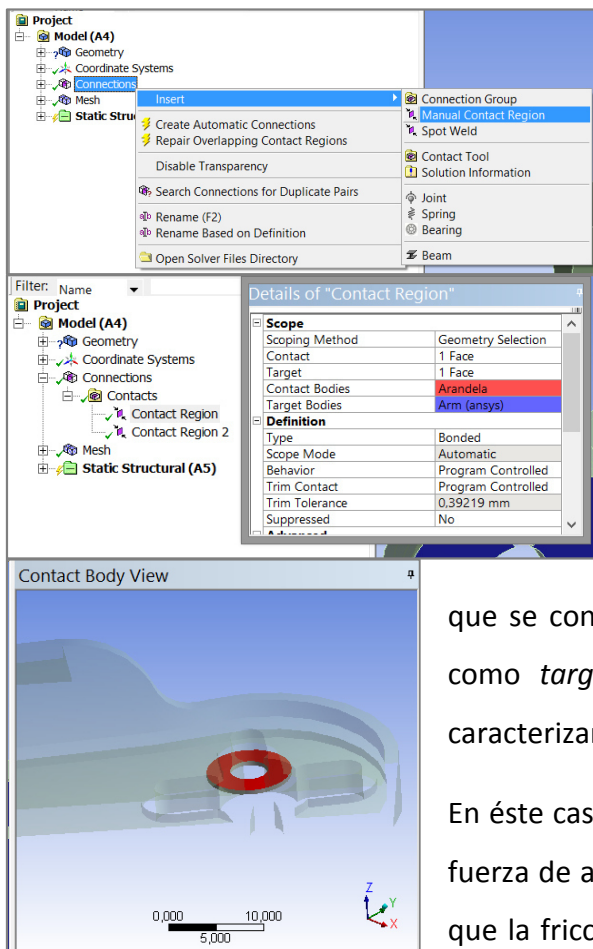 Project
Model (A4)
Geometry
Coordinate Systems
Connections
Mesh
Static Stru
Insert
Create Automatic Connections
Repair Overlapping Contact Regions
Disable Transparency
Search Connections for Duplicate Pairs
Rename (F2)
Rename Based on Definition
Open Solver Files Directory
Connection Group
Manual Contact Region
Spot Weld
Contact Tool
Solution Information
Joint
Spring
Bearing
Beam
Filter: Name
Project
Model (A4)
Geometry
Coordinate Systems
Connections
Contacts
Contact Region
Contact Region 2
Mesh
Static Structural (A5)
Details of "Contact Region"
Scope
Scoping Method Geometry Selection
Contact 1 Face
Target 1 Face
Contact Bodies Arandela
Target Bodies Arm (ansys)
Definition
Type Bonded
Scope Mode Automatic
Behavior Program Controlled
Trim Contact Program Controlled
Trim Tolerance 0,39219 mm
Suppressed No
Contact Body View
0,000 10,000
5,000
Z
Y
X
que se con
como targ
caracteriza
En éste cas
fuerza de a
que la fricc